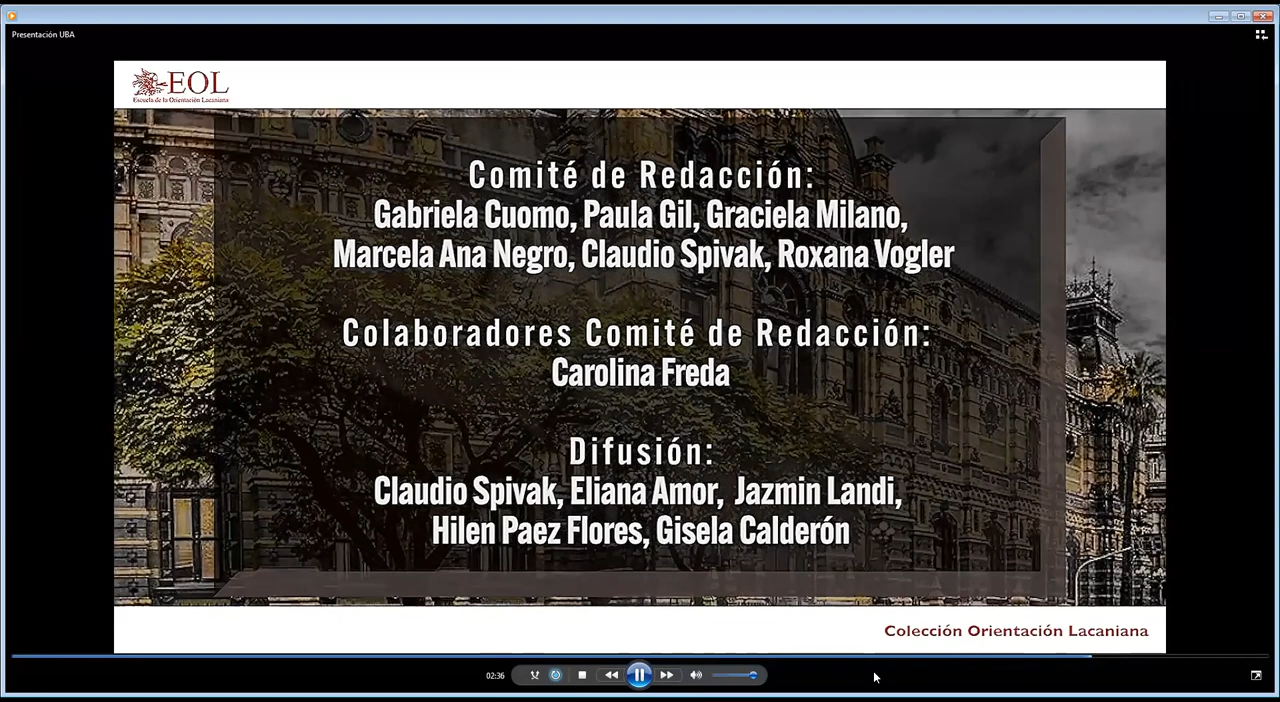 Presentación UBA
EOL
Escuela de la Orientación Lacaniana
Comité de Redacción:
Gabriela Cuomo, Paula Gil, Graciela Milano,
Marcela Ana Negro, Claudio Spivak, Roxana Vogler
Colaboradores Comité de Redacción:
Carolina Freda
Difusión:
Claudio Spivak, Eliana Amor, Jazmin Landi,
Hilen Paez Flores, Gisela Calderón
Colección Orientación Lacaniana
02:36